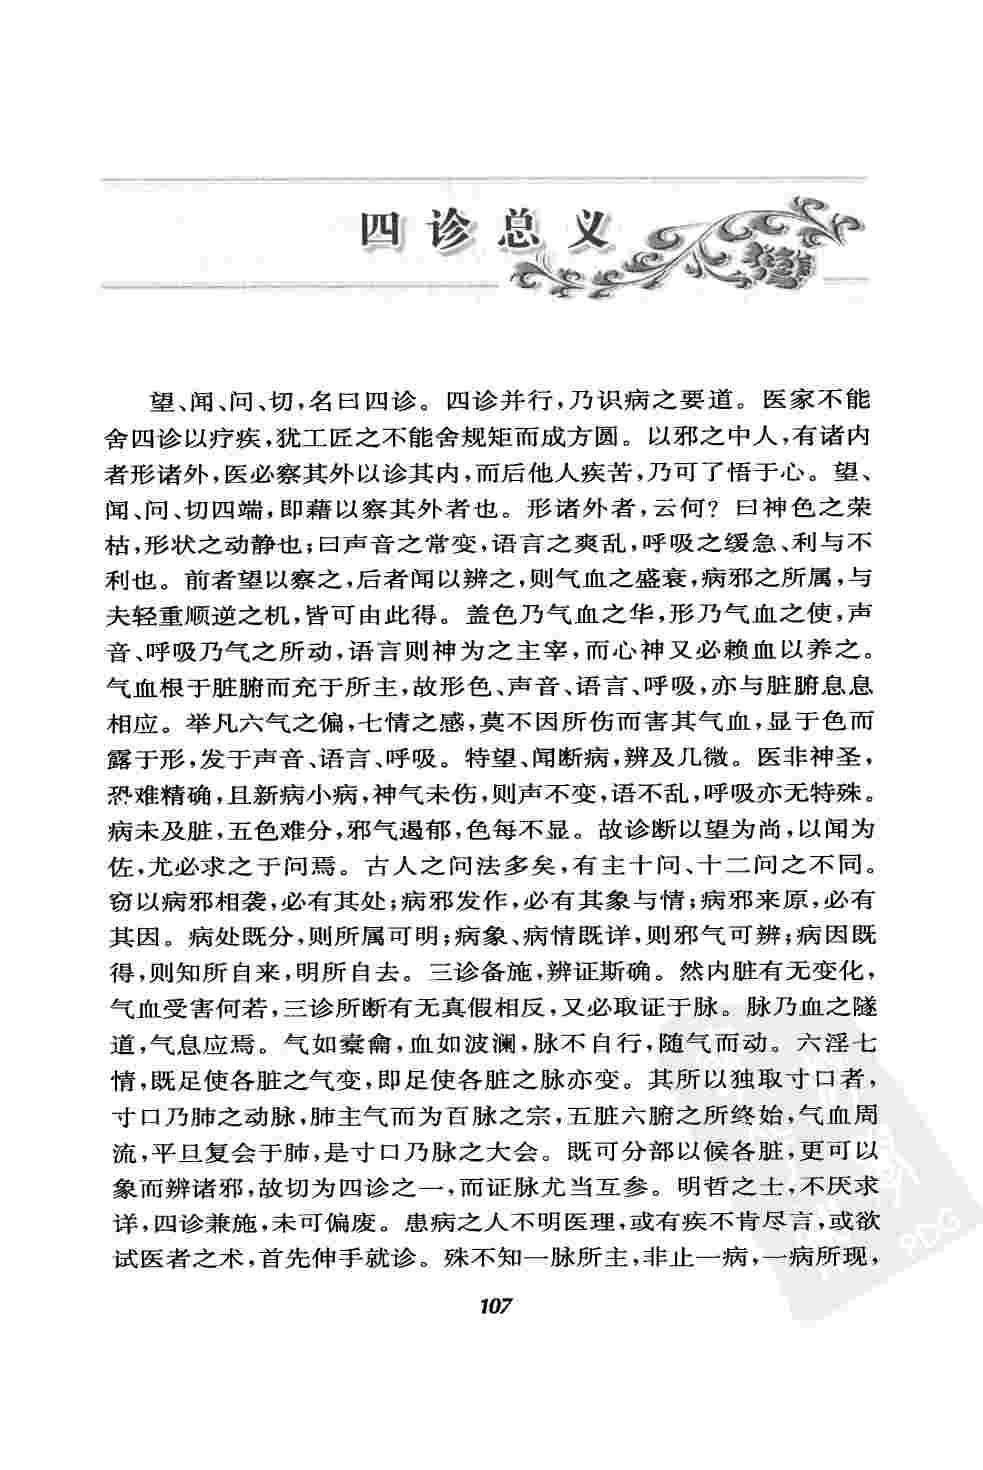 四诊总义
望、闻、问、切,名曰四诊。四诊并行,乃识病之要道。医家不能
舍四诊以疗疾,犹工匠之不能舍规矩而成方圆。以邪之中人,有诸内
者形诸外,医必察其外以诊其内,而后他人疾苦,乃可了悟于心。望、
闻、问、切四端,即藉以察其外者也。形诸外者,云何?曰神色之荣
枯,形状之动静也;曰声音之常变,语言之爽乱,呼吸之缓急、利与不
利也。前者望以察之,后者闻以辨之,则气血之盛衰,病邪之所属,与
夫轻重顺逆之机,皆可由此得。盖色乃气血之华,形乃气血之使,声
音、呼吸乃气之所动,语言则神为之主宰,而心神又必赖血以养之。
气血根于脏腑而充于所主,故形色、声音、语言、呼吸,亦与脏腑息息
相应。举凡六气之偏,七情之感,莫不因所伤而害其气血,显于色而
露于形,发于声音、语言、呼吸。特望、闻断病,辨及几微。医非神圣,
恐难精确,且新病小病,神气未伤,则声不变,语不乱,呼吸亦无特殊。
病未及脏,五色难分,邪气遏郁,色每不显。故诊断以望为尚,以闻为
佐,尤必求之于问焉。古人之问法多矣,有主十问、十二问之不同。
窃以病邪相袭,必有其处;病邪发作,必有其象与情;病邪来原,必有
其因。病处既分,则所属可明;病象、病情既详,则邪气可辨;病因既
得,则知所自来,明所自去。三诊备施,辨证斯确。然内脏有无变化,
气血受害何若,三诊所断有无真假相反,又必取证于脉。脉乃血之隧
道,气息应焉。气如橐龠,血如波澜,脉不自行,随气而动。六淫七
情,既足使各脏之气变,即足使各脏之脉亦变。其所以独取寸口者,
寸口乃肺之动脉,肺主气而为百脉之宗,五脏六腑之所终始,气血周
流,平旦复会于肺,是寸口乃脉之大会。既可分部以候各脏,更可以
象而辨诸邪,故切为四诊之一,而证脉尤当互参。明哲之士,不厌求
详,四诊兼施,未可偏废。患病之人不明医理,或有疾不肯尽言,或欲
试医者之术,首先伸手就诊。殊不知一脉所主,非止一病,一病所现,
107
PDG